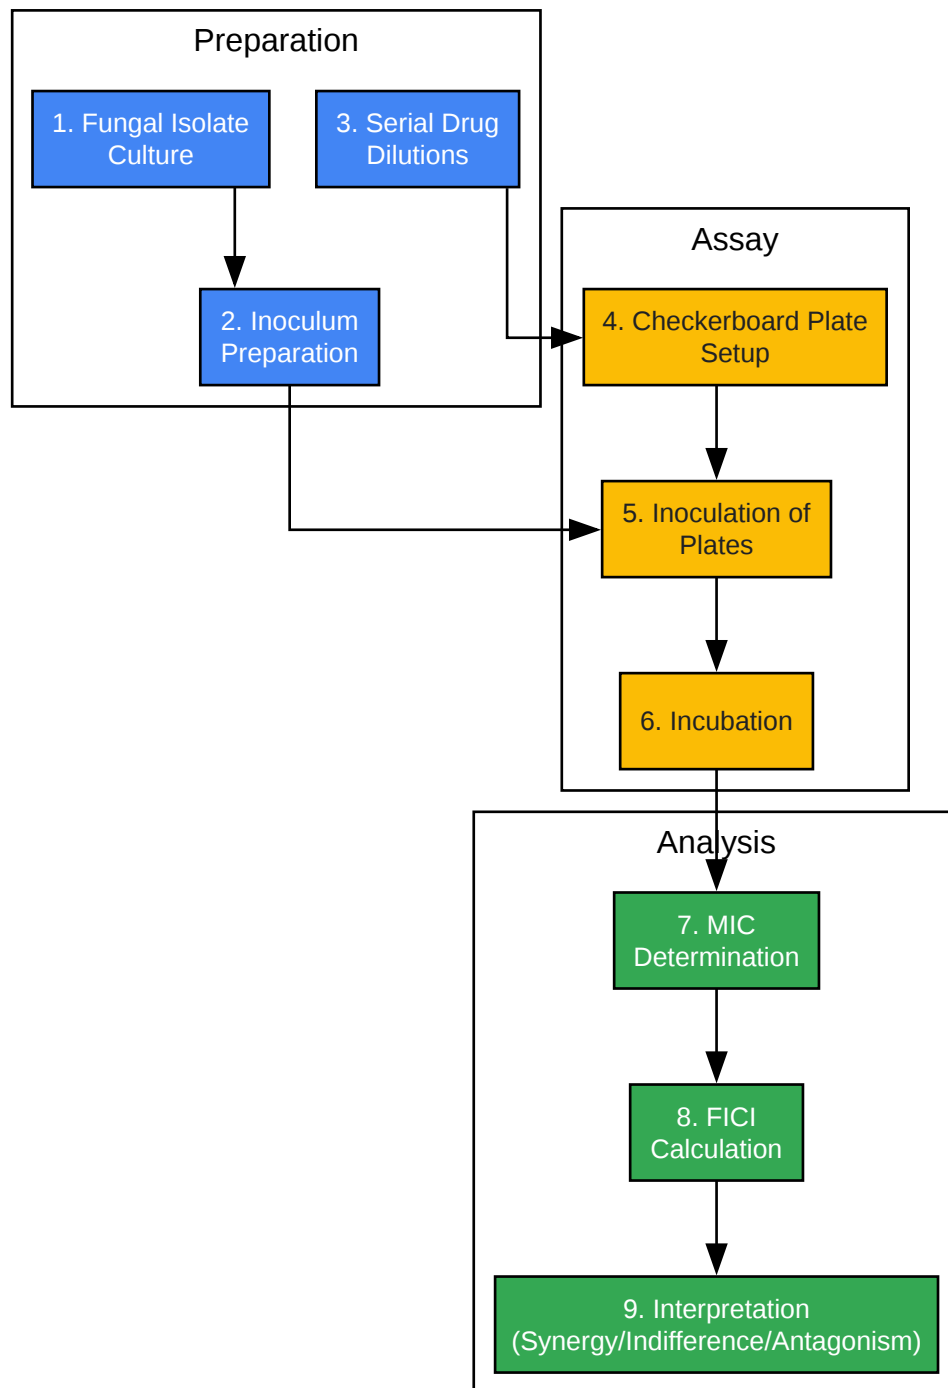 Preparation
1. Fungal Isolate
Culture
3. Serial Drug
Dilutions
2. Inoculum
Preparation
Assay
4. Checkerboard Plate
Setup
5. Inoculation of
Plates
6. Incubation
Analysis
7. MIC
Determination
8. FICI
Calculation
9. Interpretation
(Synergy/Indifference/Antagonism)